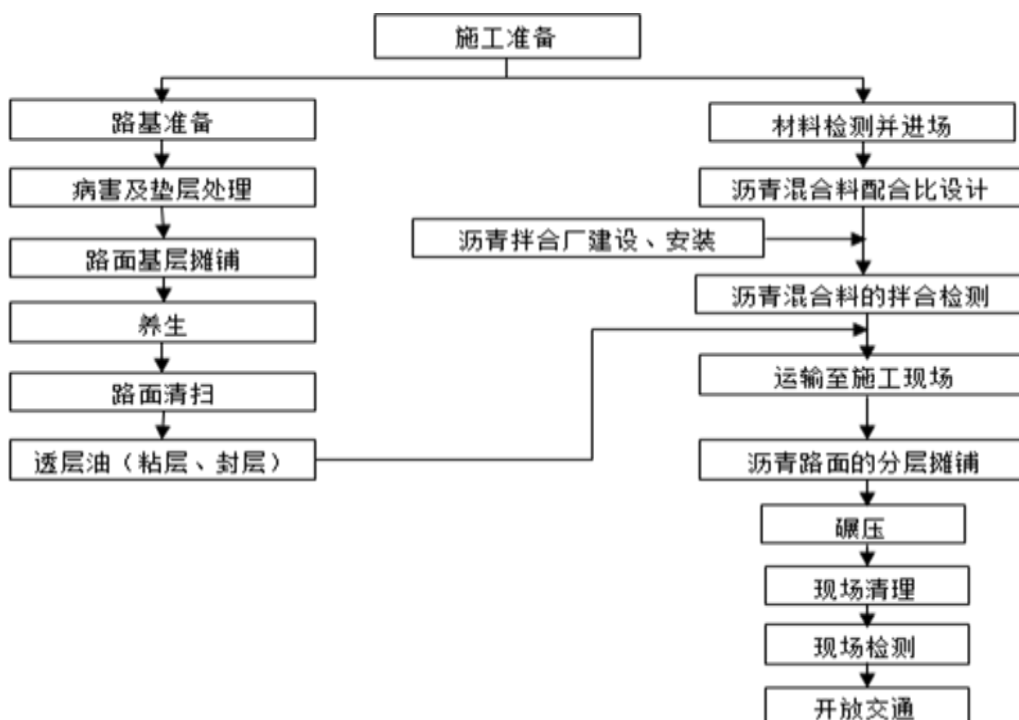 施工准备
路基准备
病害及垫层处理
路面基层摊铺
养生
路面清扫
透层油（粘层、封层）
材料检测并进场
沥青混合料配合比设计
沥青拌合厂建设、安装
沥青混合料的拌合检测
运输至施工现场
沥青路面的分层摊铺
碾压
现场清理
现场检测
开放交通